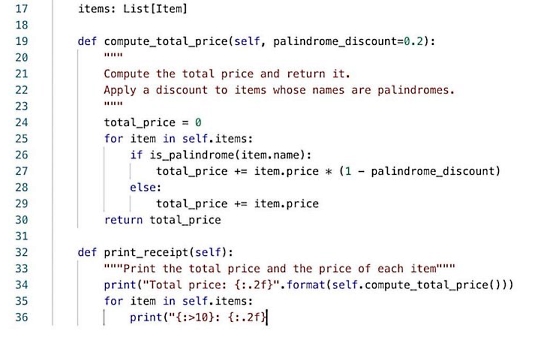 17 items: List[Item]
18
19 def compute_total_price(self, palindrome_discount=0.2):
20 """
21 Compute the total price and return it.
22 Apply a discount to items whose names are palindromes.
23 """
24 total_price = 0
25 for item in self.items:
26 if is_palindrome(item.name):
27 total_price += item.price * (1 - palindrome_discount)
28 else:
29 total_price += item.price
30 return total_price
31
32 def print_receipt(self):
33 """Print the total price and the price of each item"""
34 print("Total price: {:.2f}".format(self.compute_total_price()))
35 for item in self.items:
36 print("{:>10}: {:.2f}